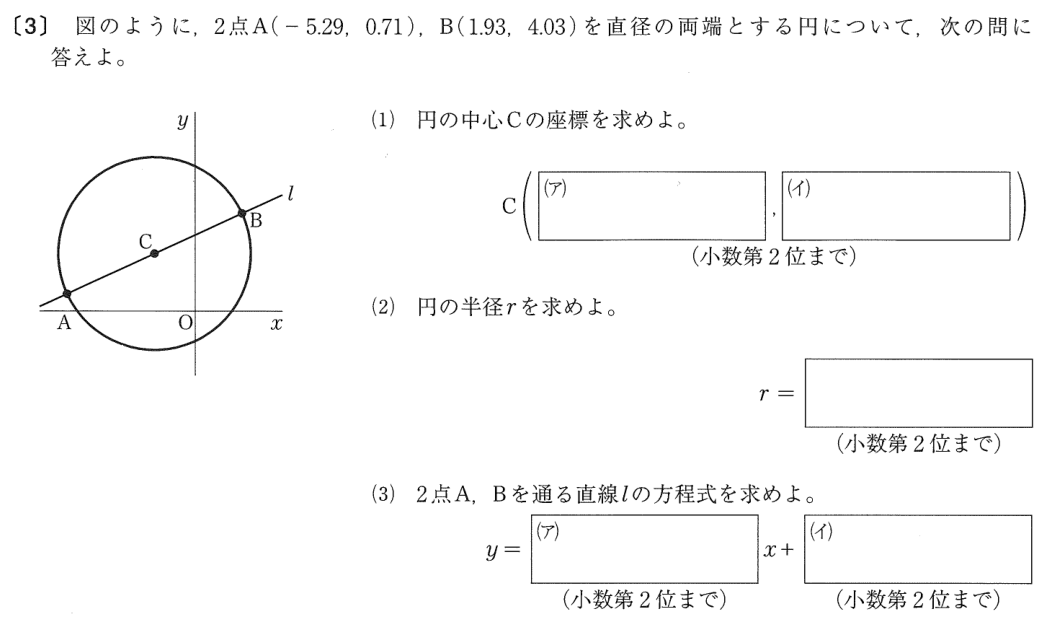 〔3〕 図のように，2点A(－5.29，0.71)，B(1.93，4.03)を直径の両端とする円について，次の問に
答えよ。
(1) 円の中心Cの座標を求めよ。
y
l
B
C
A
O
x
C( (ア) , (イ) )
(小数第2位まで)
(2) 円の半径rを求めよ。
r =
(小数第2位まで)
(3) 2点A，Bを通る直線lの方程式を求めよ。
y = (ア) x + (イ)
(小数第2位まで) (小数第2位まで)